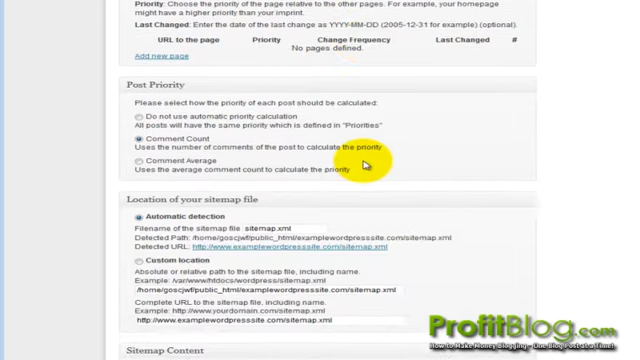 Priority: Choose the priority of the page relative to the other pages. For example, your homepage
might have a higher priority than your imprint.
Last Changed: Enter the date of the last change as YYYY-MM-DD (2005-12-31 for example) (optional).
URL to the page Priority Change Frequency Last Changed #
No pages defined.
Add new page
Post Priority
Please select how the priority of each post should be calculated:
Do not use automatic priority calculation
All posts will have the same priority which is defined in "Priorities"
Comment Count
Uses the number of comments of the post to calculate the priority
Comment Average
Uses the average comment count to calculate the priority
Location of your sitemap file
Automatic detection
Filename of the sitemap file sitemap.xml
Detected Path: /home/goscjwf/public_html/examplewordpresssite.com/sitemap.xml
Detected URL: http://www.examplewordpresssite.com/sitemap.xml
Custom location
Absolute or relative path to the sitemap file, including name.
Example: /var/www/htdocs/wordpress/sitemap.xml
/home/goscjwf/public_html/examplewordpresssite.com/sitemap.xml
Complete URL to the sitemap file, including name.
Example: http://www.yourdomain.com/sitemap.xml
http://www.examplewordpresssite.com/sitemap.xml
ProfitBlog.com
How to Make Money Blogging - One Blog Post at a Time!
Sitemap Content